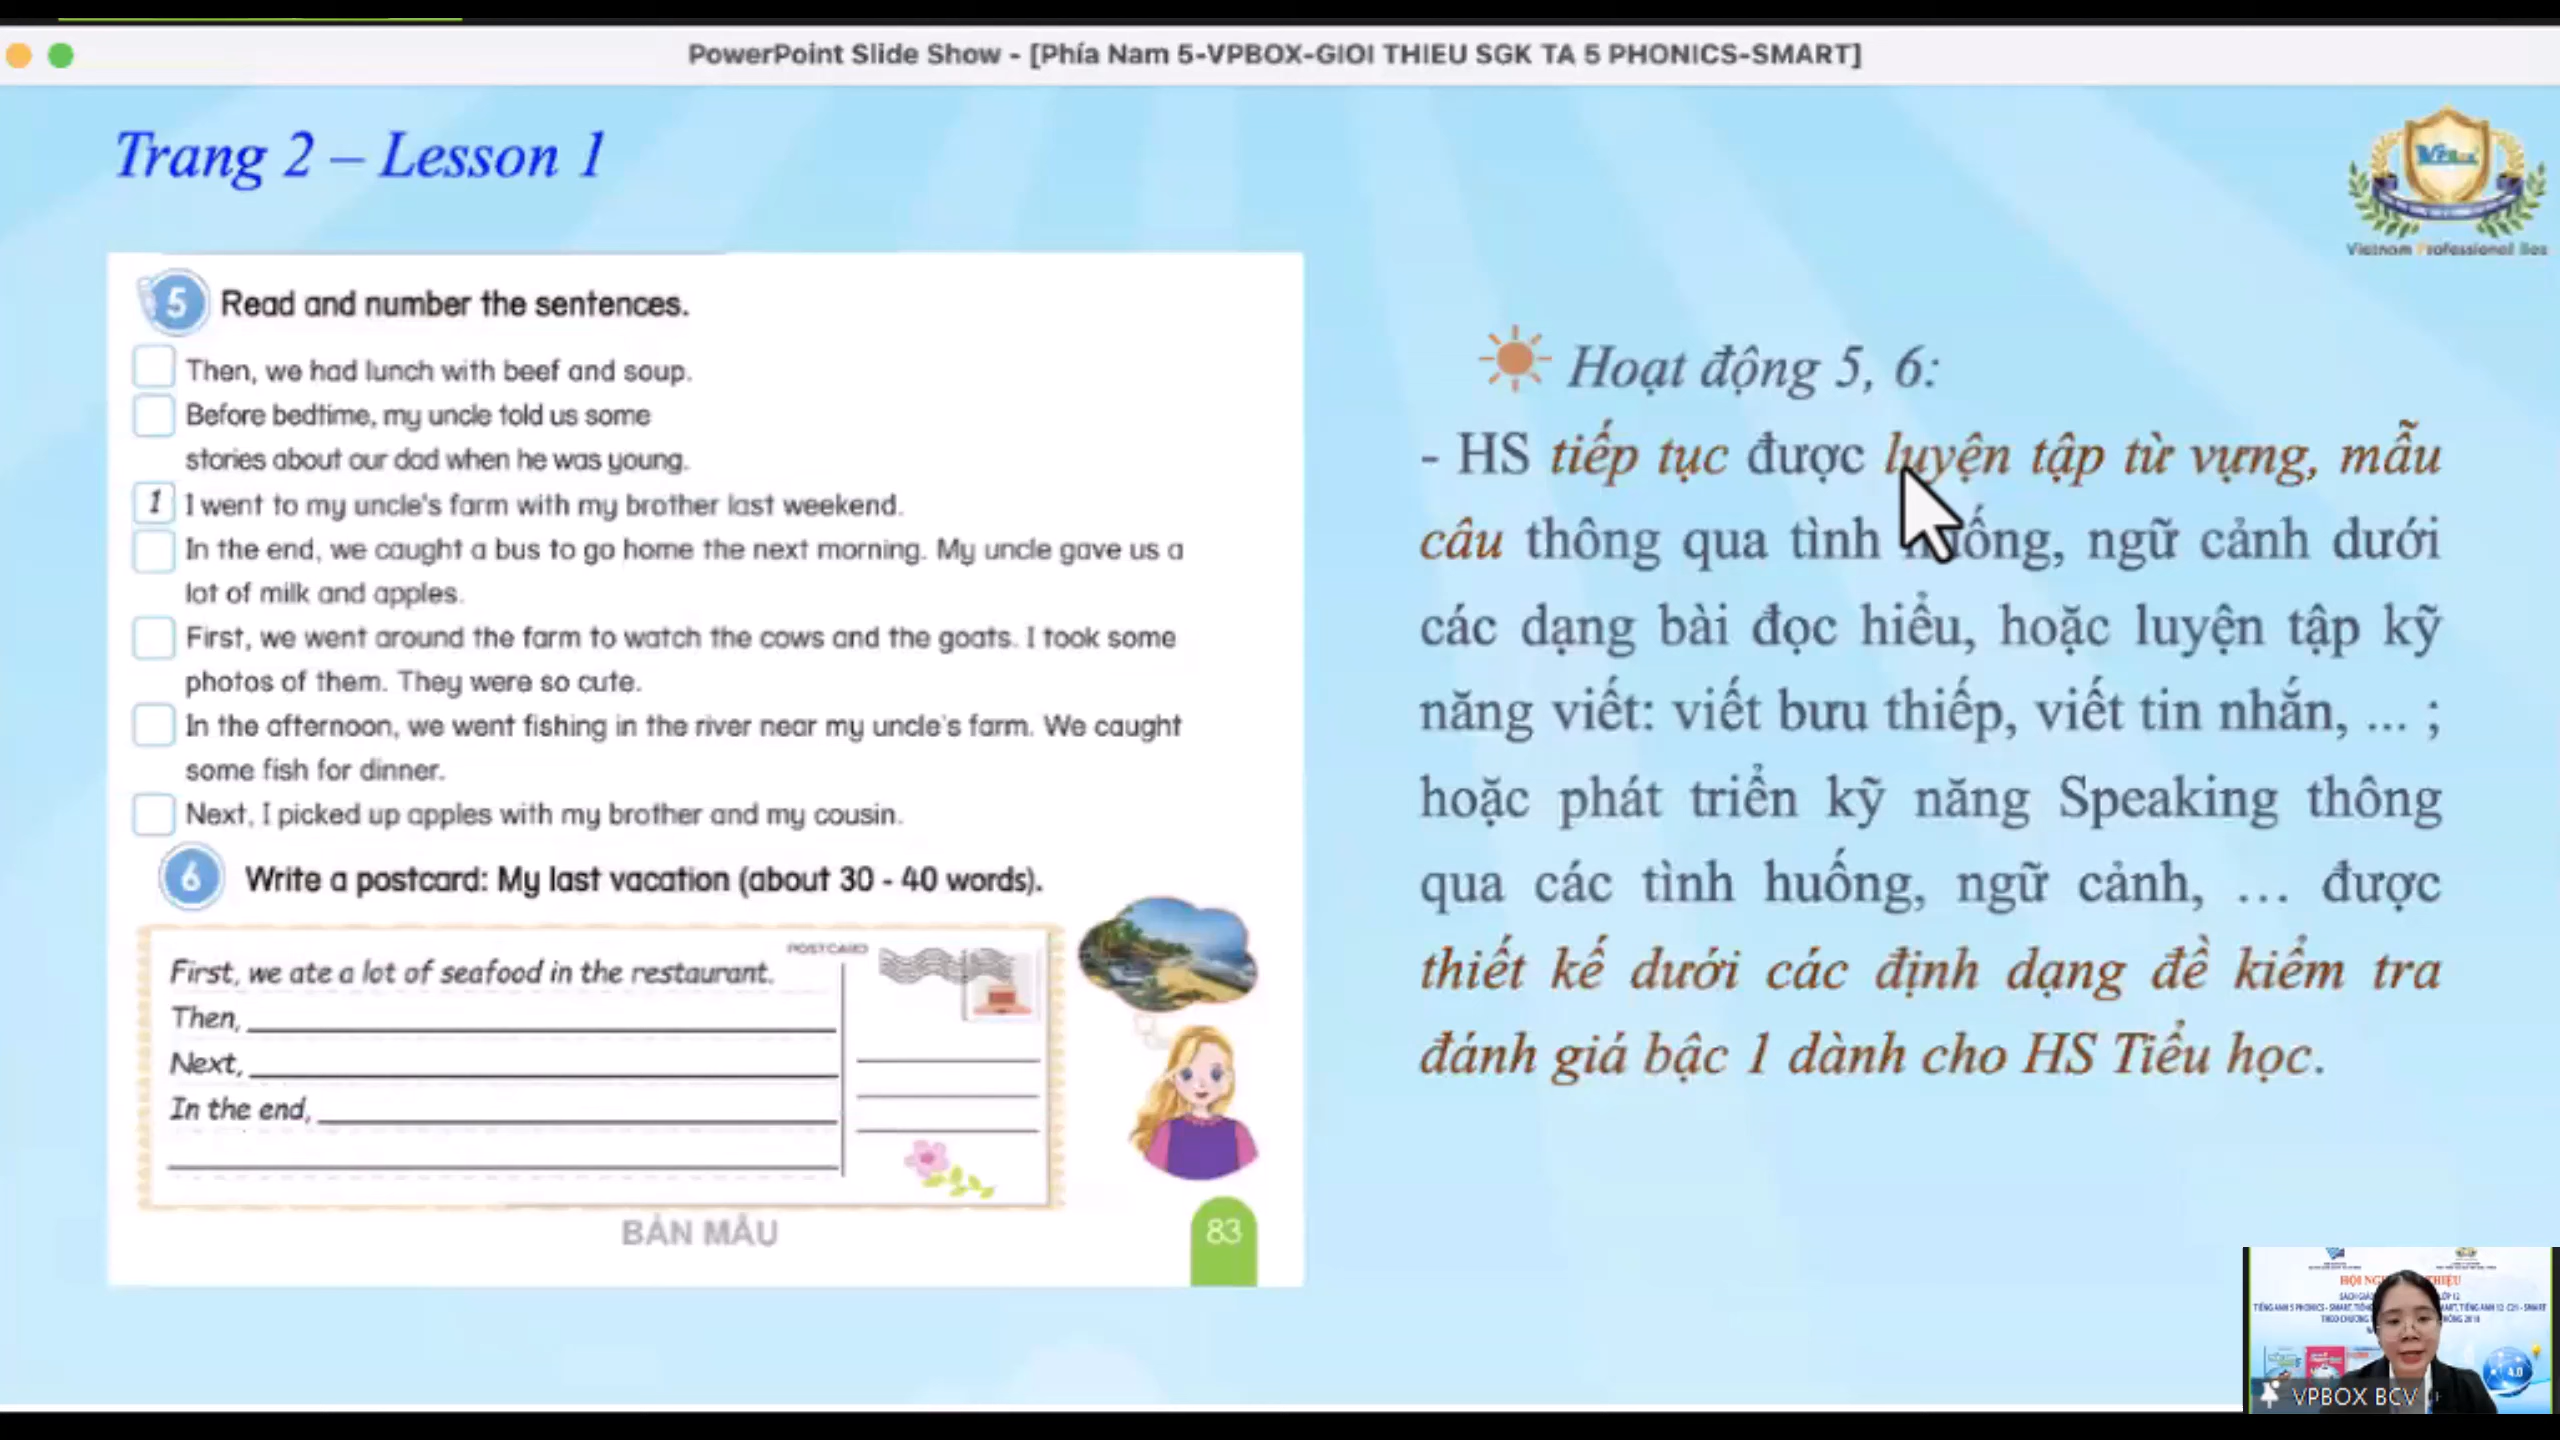 PowerPoint Slide Show - [Phía Nam 5-VPBOX-GIOI THIEU SGK TA 5 PHONICS-SMART]
Trang 2 – Lesson 1
VPBox
Vietnam Professional Box
5 Read and number the sentences.
Then, we had lunch with beef and soup.
Before bedtime, my uncle told us some
stories about our dad when he was young.
1 I went to my uncle's farm with my brother last weekend.
In the end, we caught a bus to go home the next morning. My uncle gave us a
lot of milk and apples.
First, we went around the farm to watch the cows and the goats. I took some
photos of them. They were so cute.
In the afternoon, we went fishing in the river near my uncle's farm. We caught
some fish for dinner.
Next, I picked up apples with my brother and my cousin.
6 Write a postcard: My last vacation (about 30 - 40 words).
POSTCARD
First, we ate a lot of seafood in the restaurant.
Then,
Next,
In the end,
BẢN MẪU
83
Hoạt động 5, 6:
- HS tiếp tục được luyện tập từ vựng, mẫu
câu thông qua tình huống, ngữ cảnh dưới
các dạng bài đọc hiểu, hoặc luyện tập kỹ
năng viết: viết bưu thiếp, viết tin nhắn, ... ;
hoặc phát triển kỹ năng Speaking thông
qua các tình huống, ngữ cảnh, ... được
thiết kế dưới các định dạng đề kiểm tra
đánh giá bậc 1 dành cho HS Tiểu học.
4.0
VPBOX BCV